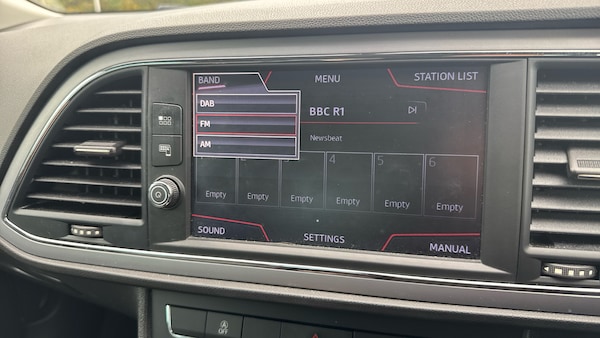 BAND
MENU
STATION LIST
DAB
FM
AM
BBC R1
Newsbeat
4
5
6
Empty
Empty
Empty
Empty
Empty
Empty
SOUND
SETTINGS
MANUAL
OFF